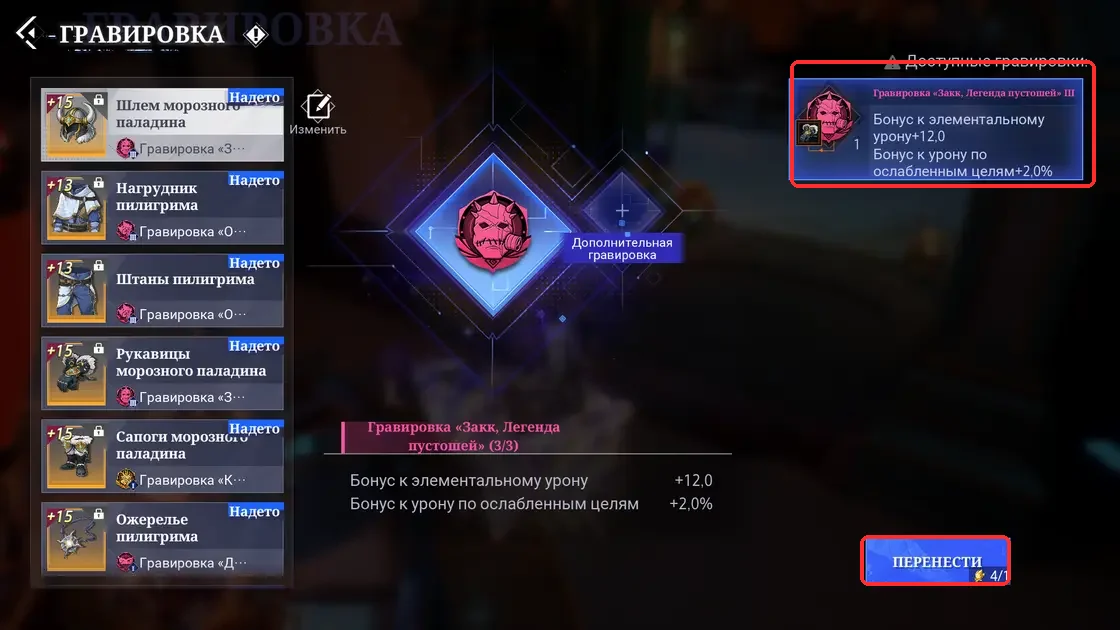 ГРАВИРОВКА
+15
Шлем морозного
паладина
Надето
Гравировка «З···
Изменить
+13
Нагрудник
пилигрима
Надето
Гравировка «О···
+13
Штаны пилигрима
Надето
Гравировка «О···
+15
Рукавицы
морозного паладина
Надето
Гравировка «З···
+15
Сапоги морозного
паладина
Надето
Гравировка «К···
+15
Ожерелье
пилигрима
Надето
Гравировка «Д···
Дополнительная
гравировка
Гравировка «Закк, Легенда
пустошей» (3/3)
Бонус к элементальному урону +12,0
Бонус к урону по ослабленным целям +2,0%
Доступные гравировки:
Гравировка «Закк, Легенда пустошей» III
Бонус к элементальному
урону+12,0
Бонус к урону по
ослабленным целям+2,0%
1
ПЕРЕНЕСТИ
4/1